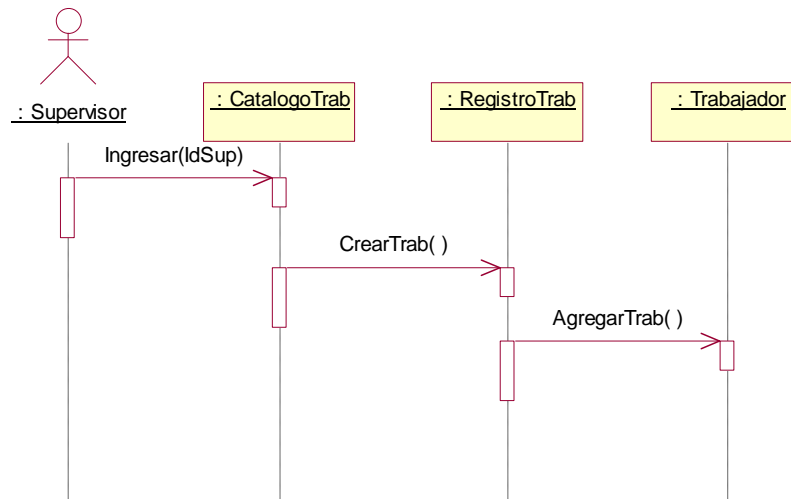 : Supervisor
: CatalogoTrab
: RegistroTrab
: Trabajador
Ingresar(IdSup)
CrearTrab( )
AgregarTrab( )